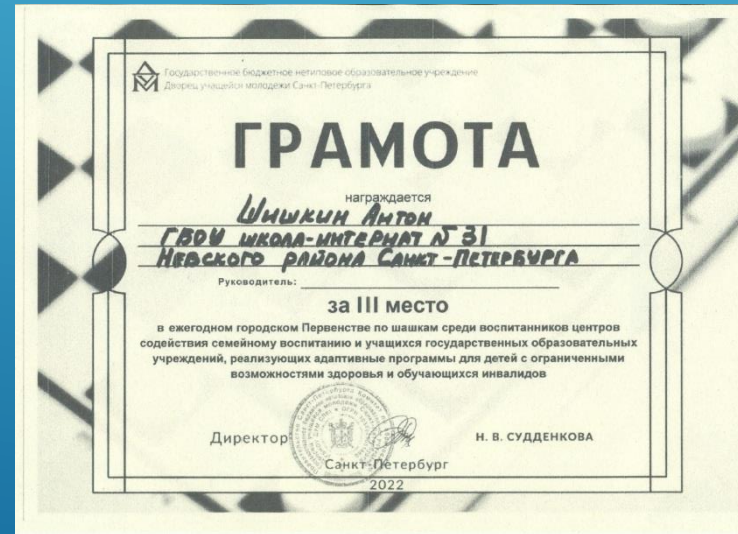 Государственное бюджетное нетиповое образовательное учреждение
Дворец учащейся молодежи Санкт-Петербурга
ГРАМОТА
награждается
Шишкин Антон
ГБОУ школа-интернат № 31
Невского района Санкт-Петербурга
Руководитель:
за III место
в ежегодном городском Первенстве по шашкам среди воспитанников центров
содействия семейному воспитанию и учащихся государственных образовательных
учреждений, реализующих адаптивные программы для детей с ограниченными
возможностями здоровья и обучающихся инвалидов
Директор
Н. В. СУДДЕНКОВА
Санкт-Петербург
2022